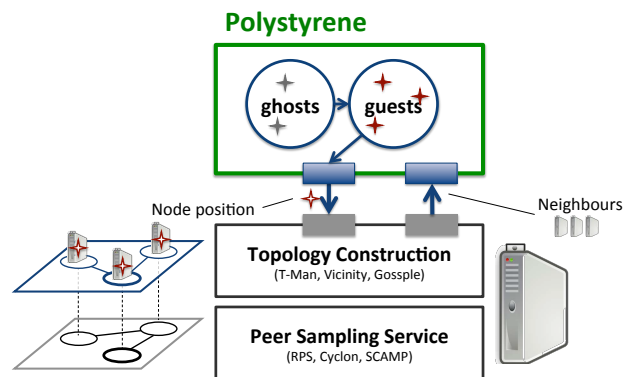 Polystyrene
ghosts
guests
Node position
Neighbours
Topology Construction
(T-Man, Vicinity, Gossple)
Peer Sampling Service
(RPS, Cyclon, SCAMP)